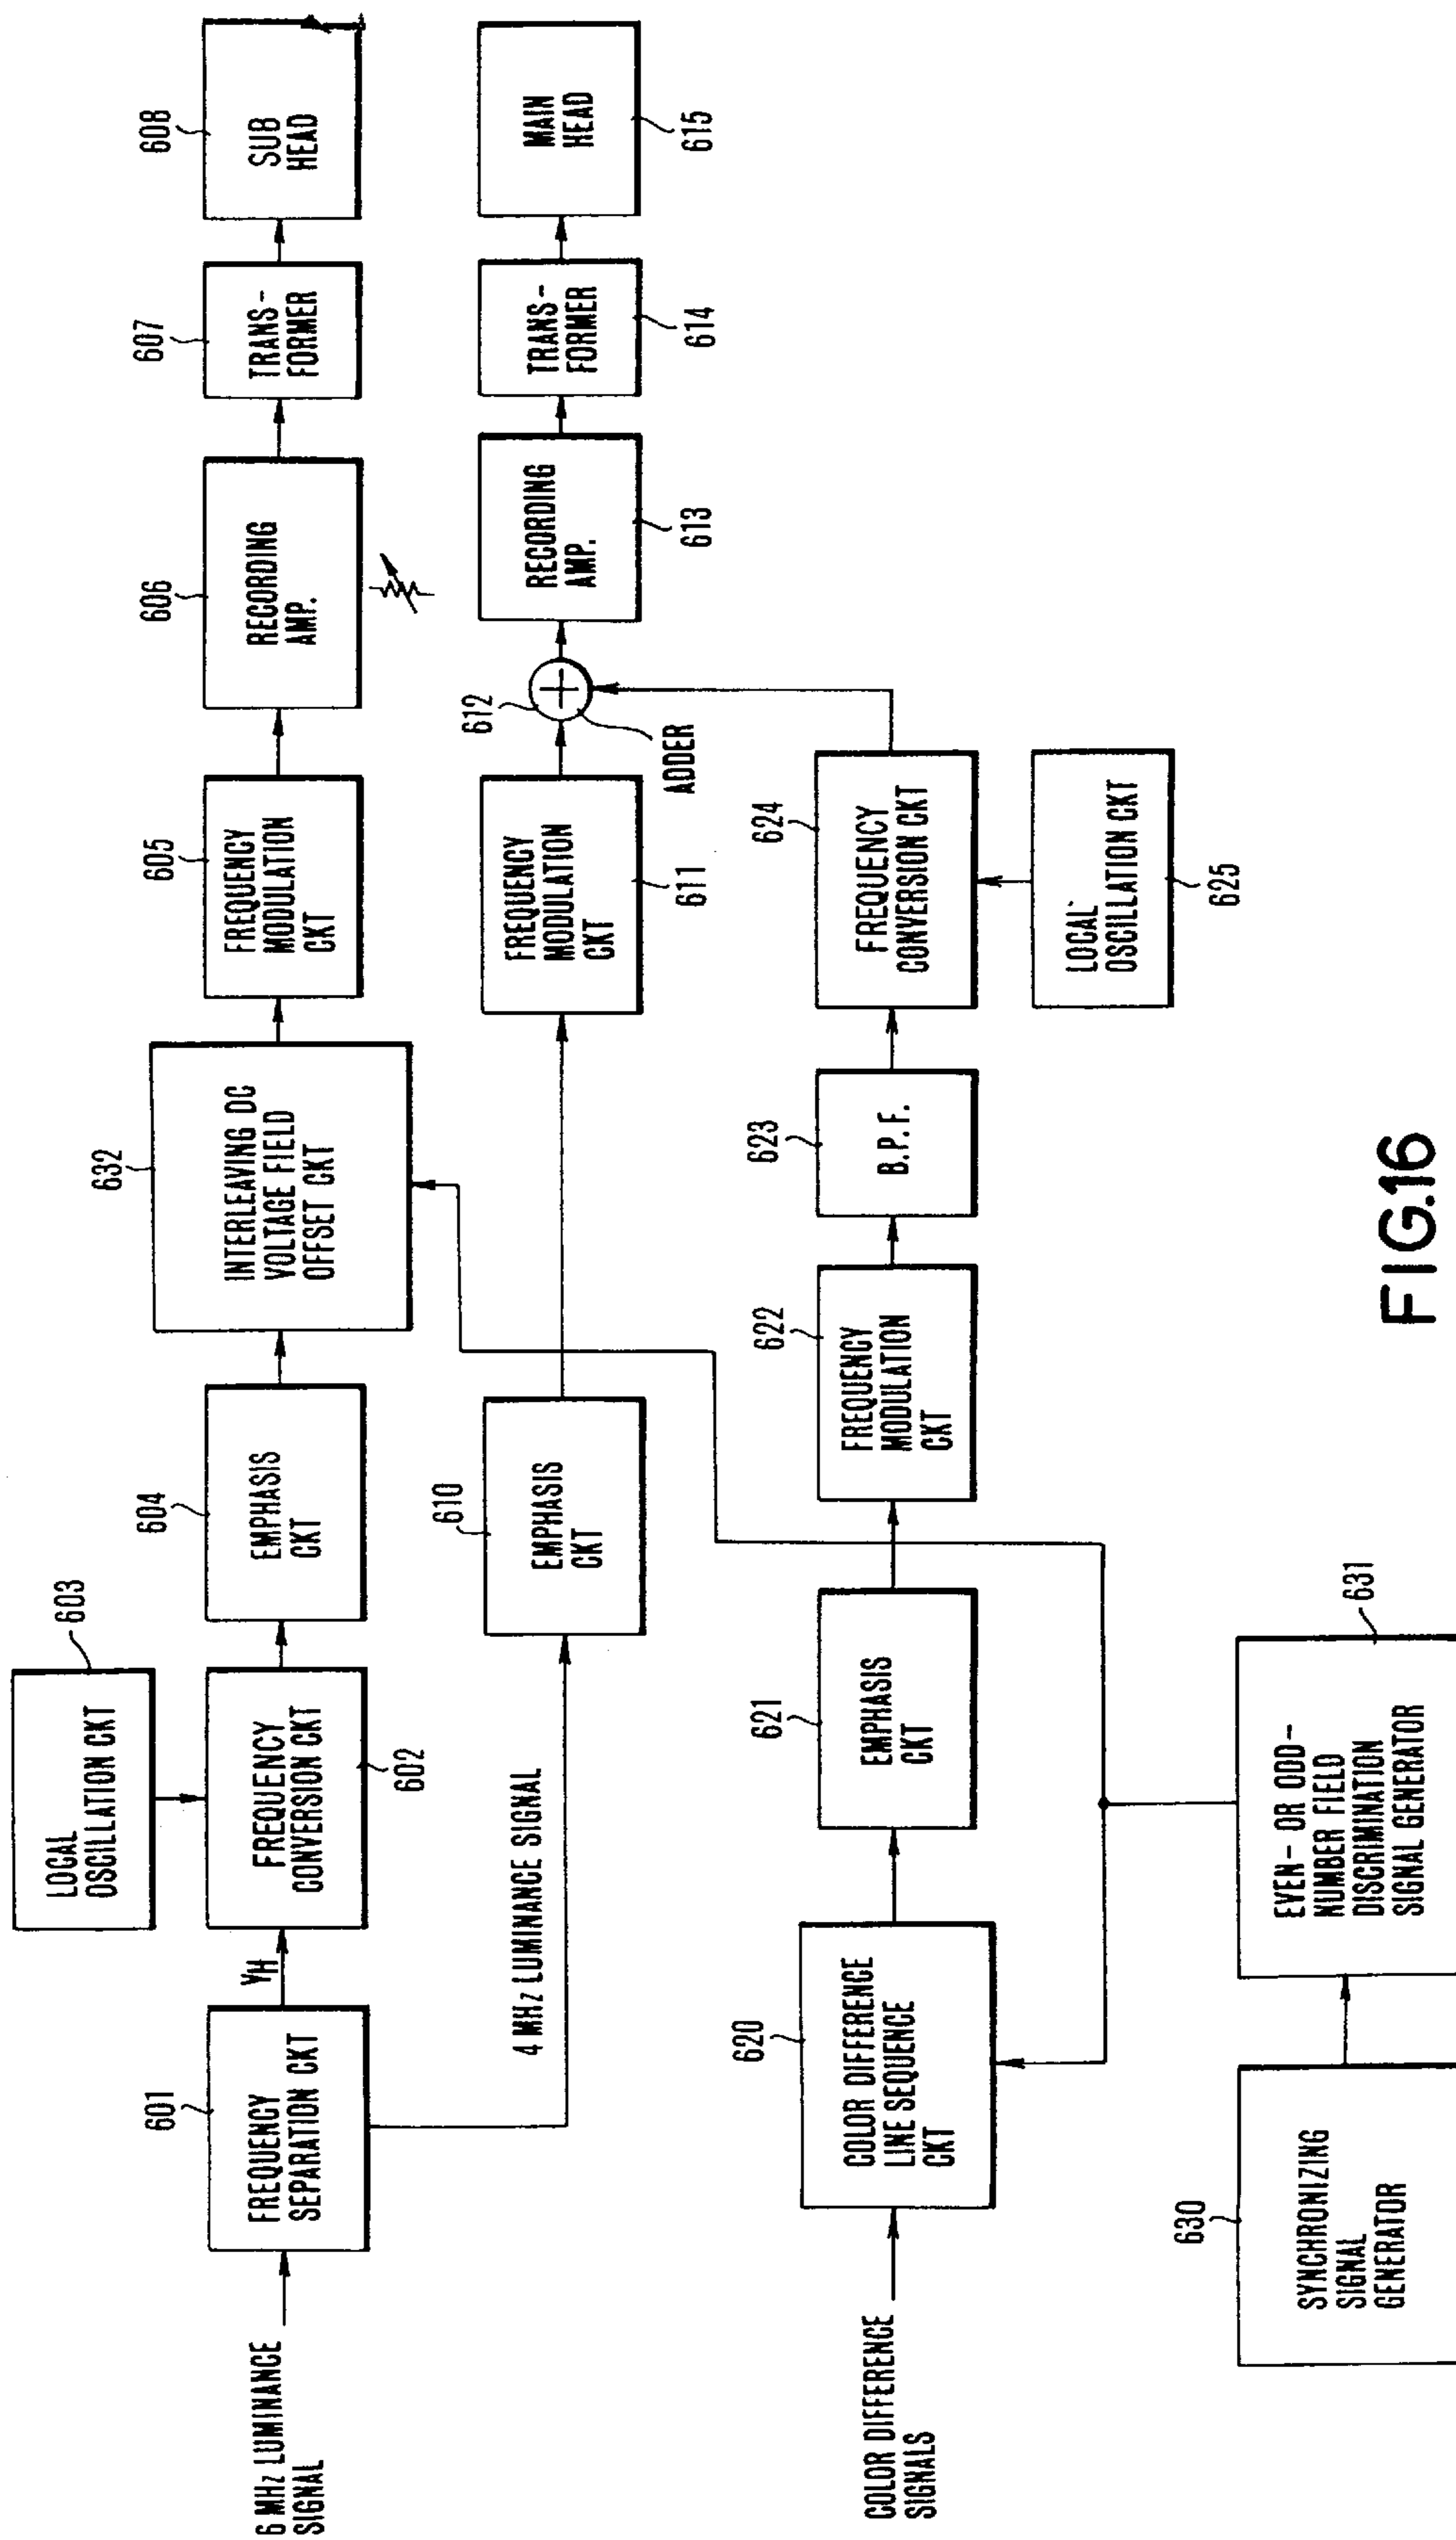 6 MHz LUMINANCE
SIGNAL
601
FREQUENCY
SEPARATION CKT
YH
LOCAL
OSCILLATION CKT
603
FREQUENCY
CONVERSION CKT
602
604
EMPHASIS
CKT
632
INTERLEAVING DC
VOLTAGE FIELD
OFFSET CKT
605
FREQUENCY
MODULATION
CKT
606
RECORDING
AMP.
607
TRANS-
FORMER
608
SUB
HEAD
4 MHz LUMINANCE SIGNAL
610
EMPHASIS
CKT
FREQUENCY
MODULATION
CKT
611
612
ADDER
RECORDING
AMP.
613
TRANS-
FORMER
614
MAIN
HEAD
615
COLOR DIFFERENCE
SIGNALS
620
COLOR DIFFERENCE
LINE SEQUENCE
CKT
621
EMPHASIS
CKT
622
FREQUENCY
MODULATION
CKT
623
B.P.F.
624
FREQUENCY
CONVERSION CKT
LOCAL
OSCILLATION CKT
625
630
SYNCHRONIZING
SIGNAL
GENERATOR
EVEN- OR ODD-
NUMBER FIELD
DISCRIMINATION
SIGNAL GENERATOR
631
FIG.16